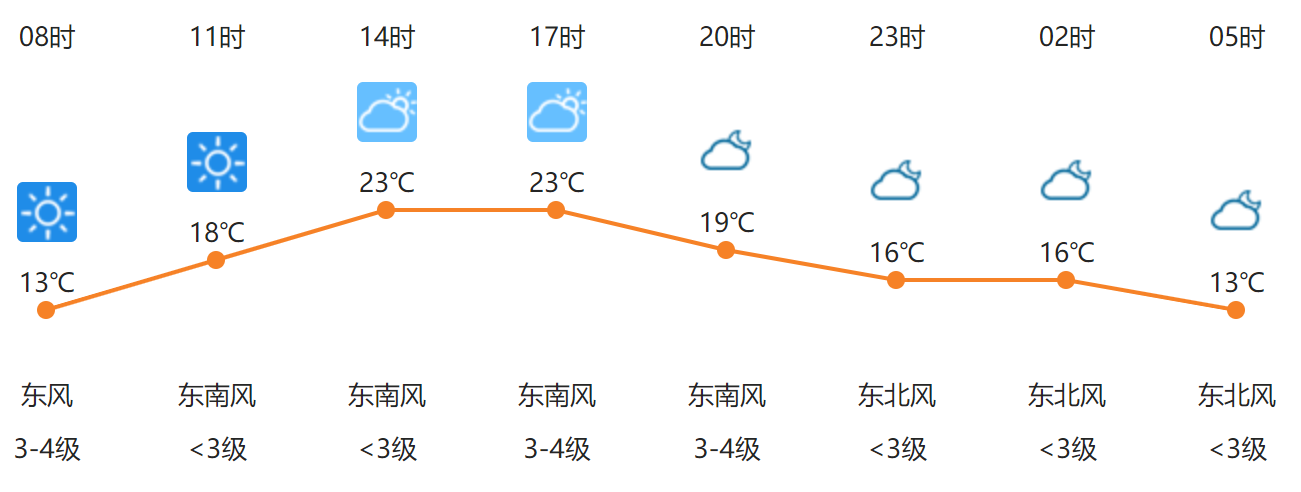 08时 11时 14时 17时 20时 23时 02时 05时
23℃ 23℃
18℃ 19℃
16℃ 16℃
13℃ 13℃
东风 东南风 东南风 东南风 东南风 东北风 东北风 东北风
3-4级 <3级 <3级 3-4级 3-4级 <3级 <3级 <3级